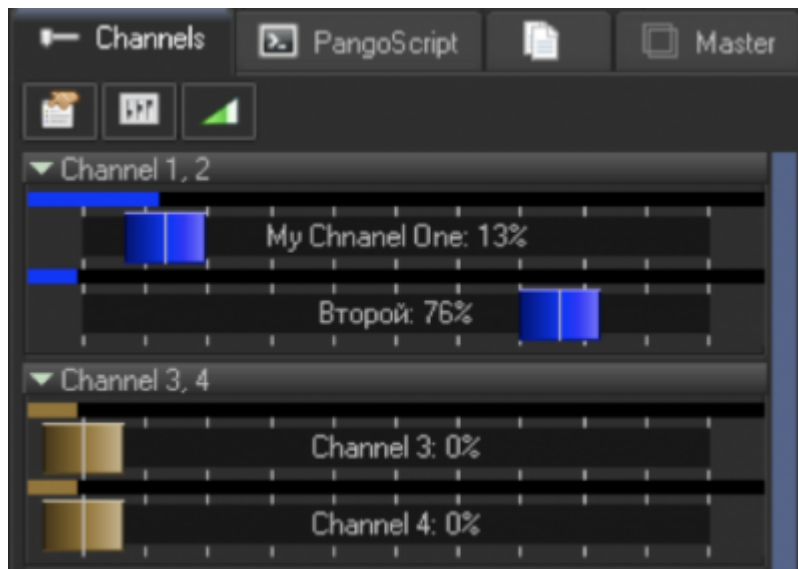 Channels PangoScript Master
Channel 1, 2
My Chnanel One: 13%
Второй: 76%
Channel 3, 4
Channel 3: 0%
Channel 4: 0%